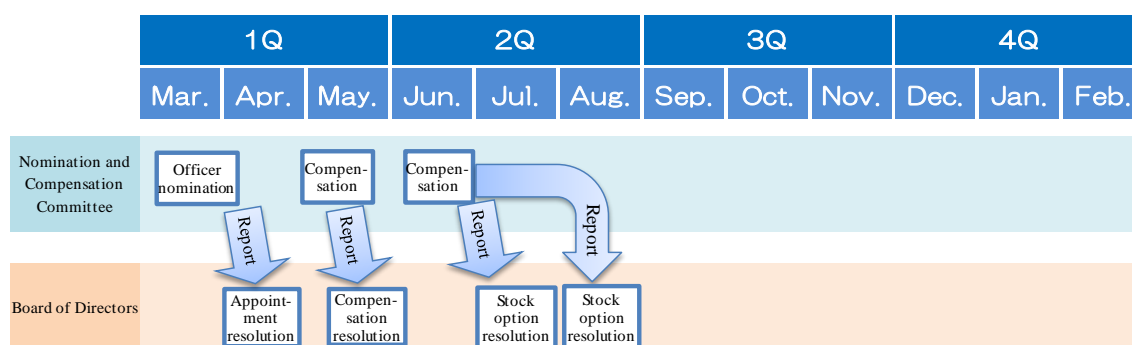 1Q 2Q 3Q 4Q
Mar. Apr. May. Jun. Jul. Aug. Sep. Oct. Nov. Dec. Jan. Feb.
Nomination and
Compensation
Committee
Officer
nomination
Compen-
sation
Compen-
sation
Report
Report
Report
Report
Board of Directors
Appoint-
ment
resolution
Compen-
sation
resolution
Stock
option
resolution
Stock
option
resolution